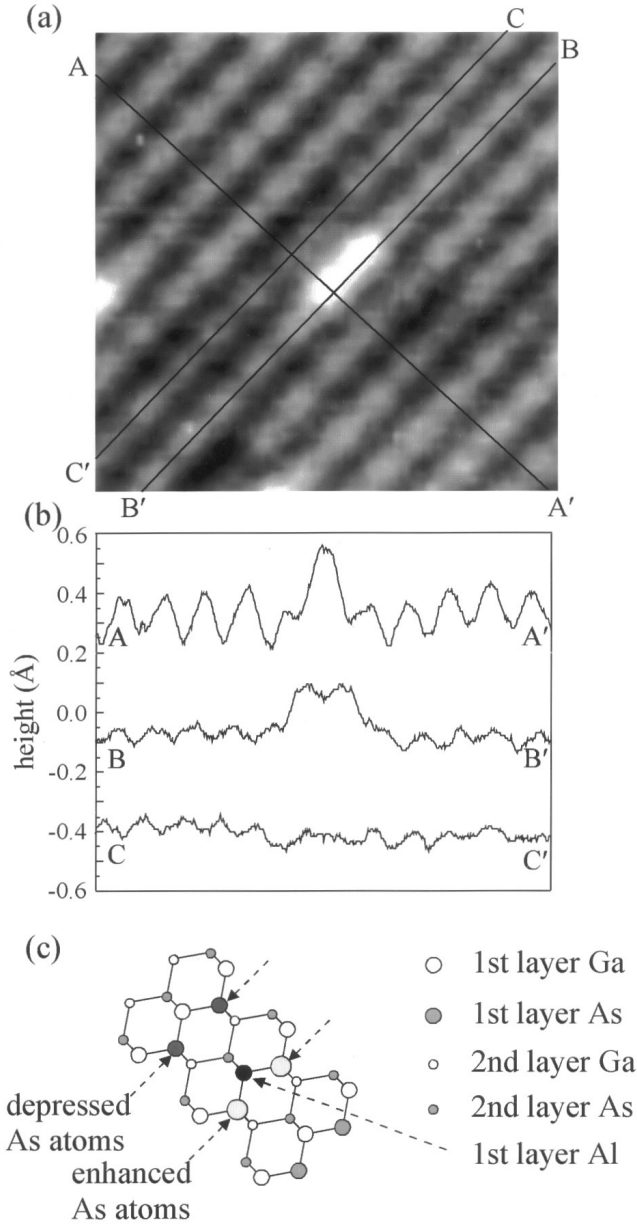 (a)
C
B
A
C′
B′
A′
(b)
0.6
0.4
0.2
0.0
-0.2
-0.4
-0.6
height (Å)
A
A′
B
B′
C
C′
(c)
depressed
As atoms
enhanced
As atoms
1st layer Ga
1st layer As
2nd layer Ga
2nd layer As
1st layer Al